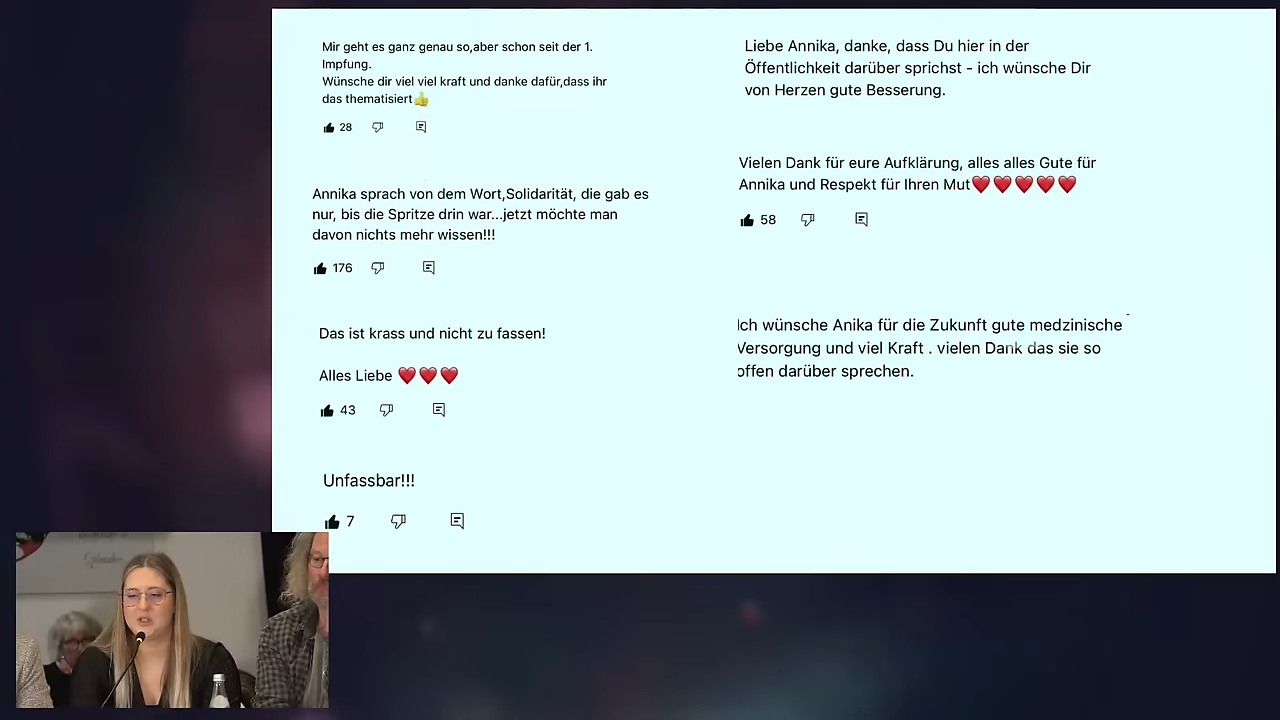 Mir geht es ganz genau so,aber schon seit der 1.
Impfung.
Wünsche dir viel viel kraft und danke dafür,dass ihr
das thematisiert👍
28
Annika sprach von dem Wort,Solidarität, die gab es
nur, bis die Spritze drin war...jetzt möchte man
davon nichts mehr wissen!!!
176
Das ist krass und nicht zu fassen!
Alles Liebe ❤️❤️❤️
43
Unfassbar!!!
7
Liebe Annika, danke, dass Du hier in der
Öffentlichkeit darüber sprichst - ich wünsche Dir
von Herzen gute Besserung.
Vielen Dank für eure Aufklärung, alles alles Gute für
Annika und Respekt für Ihren Mut❤️❤️❤️❤️❤️
58
Ich wünsche Anika für die Zukunft gute medzinische
Versorgung und viel Kraft . vielen Dank das sie so
offen darüber sprechen.